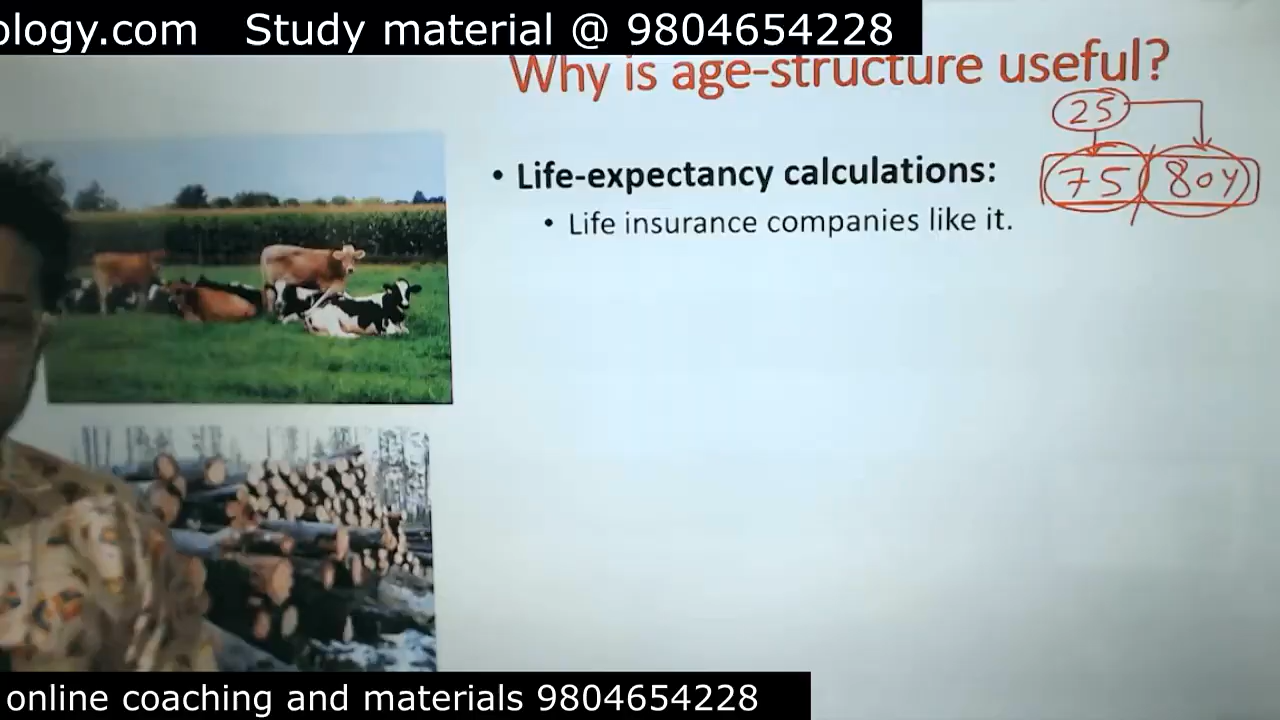 ology.com Study material @ 9804654228
Why is age-structure useful?
25
• Life-expectancy calculations:
75 80y
• Life insurance companies like it.
online coaching and materials 9804654228